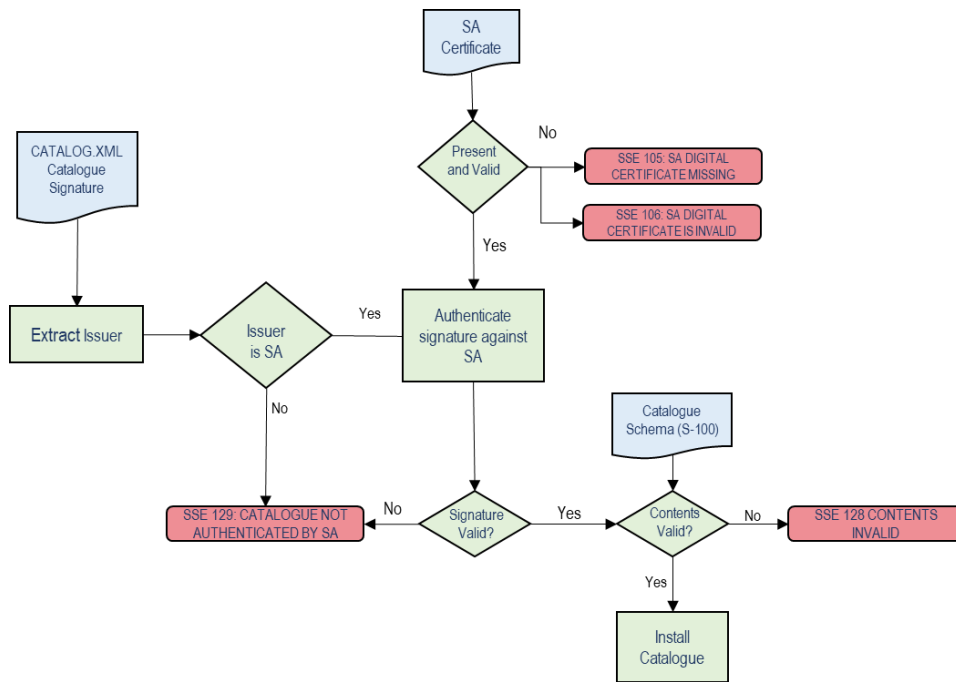 SA
Certificate
No
Present
and Valid
SSE 105: SA DIGITAL
CERTIFICATE MISSING
SSE 106: SA DIGITAL
CERTIFICATE IS INVALID
Yes
CATALOG.XML
Catalogue
Signature
Extract Issuer
Issuer
is SA
Yes
Authenticate
signature against
SA
No
Catalogue
Schema (S-100)
SSE 129: CATALOGUE NOT
AUTHENTICATED BY SA
No
Signature
Valid?
Yes
Contents
Valid?
No
SSE 128 CONTENTS
INVALID
Yes
Install
Catalogue